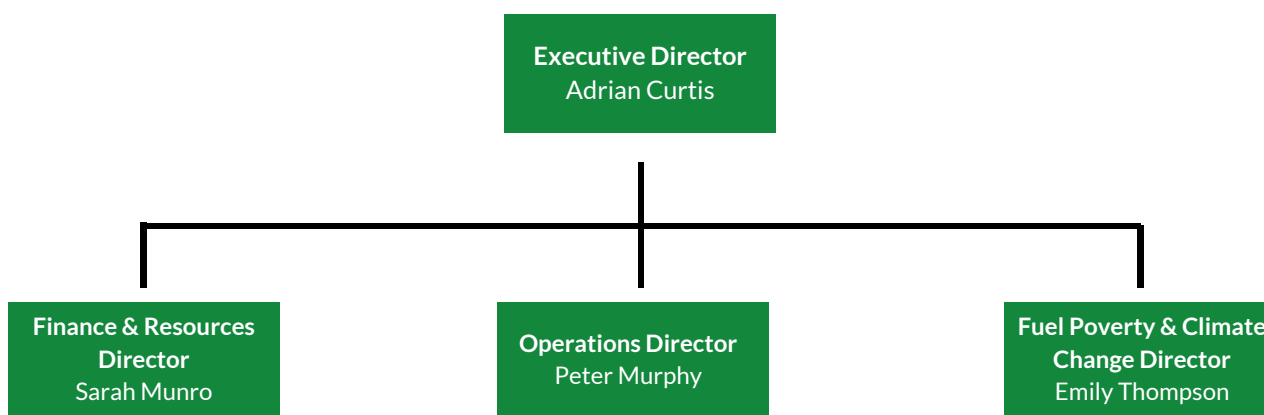 Executive Director
Adrian Curtis
Finance & Resources
Director
Sarah Munro
Operations Director
Peter Murphy
Fuel Poverty & Climate
Change Director
Emily Thompson